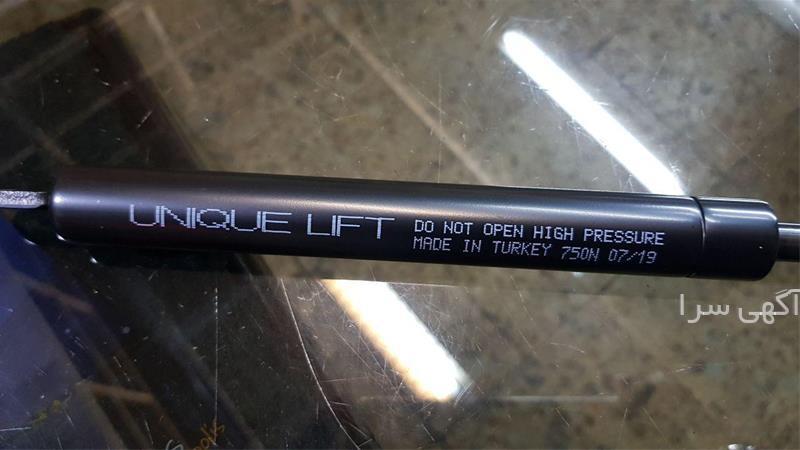 UNIQUE LIFT
DO NOT OPEN HIGH PRESSURE
MADE IN TURKEY 750N 07/19
آگهی سرا